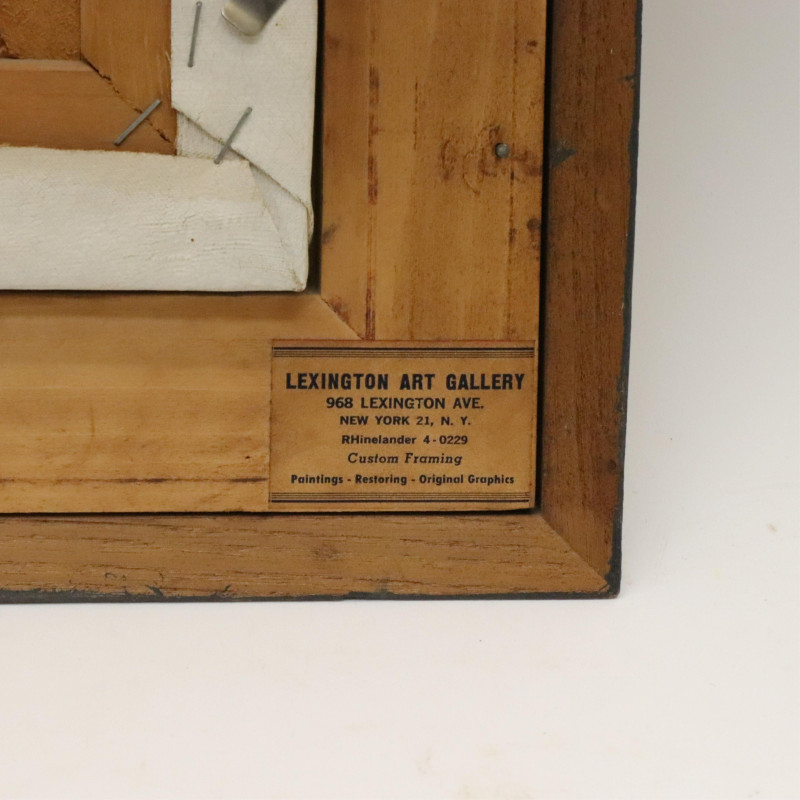 LEXINGTON ART GALLERY
968 LEXINGTON AVE.
NEW YORK 21, N. Y.
RHinelander 4-0229
Custom Framing
Paintings - Restoring - Original Graphics